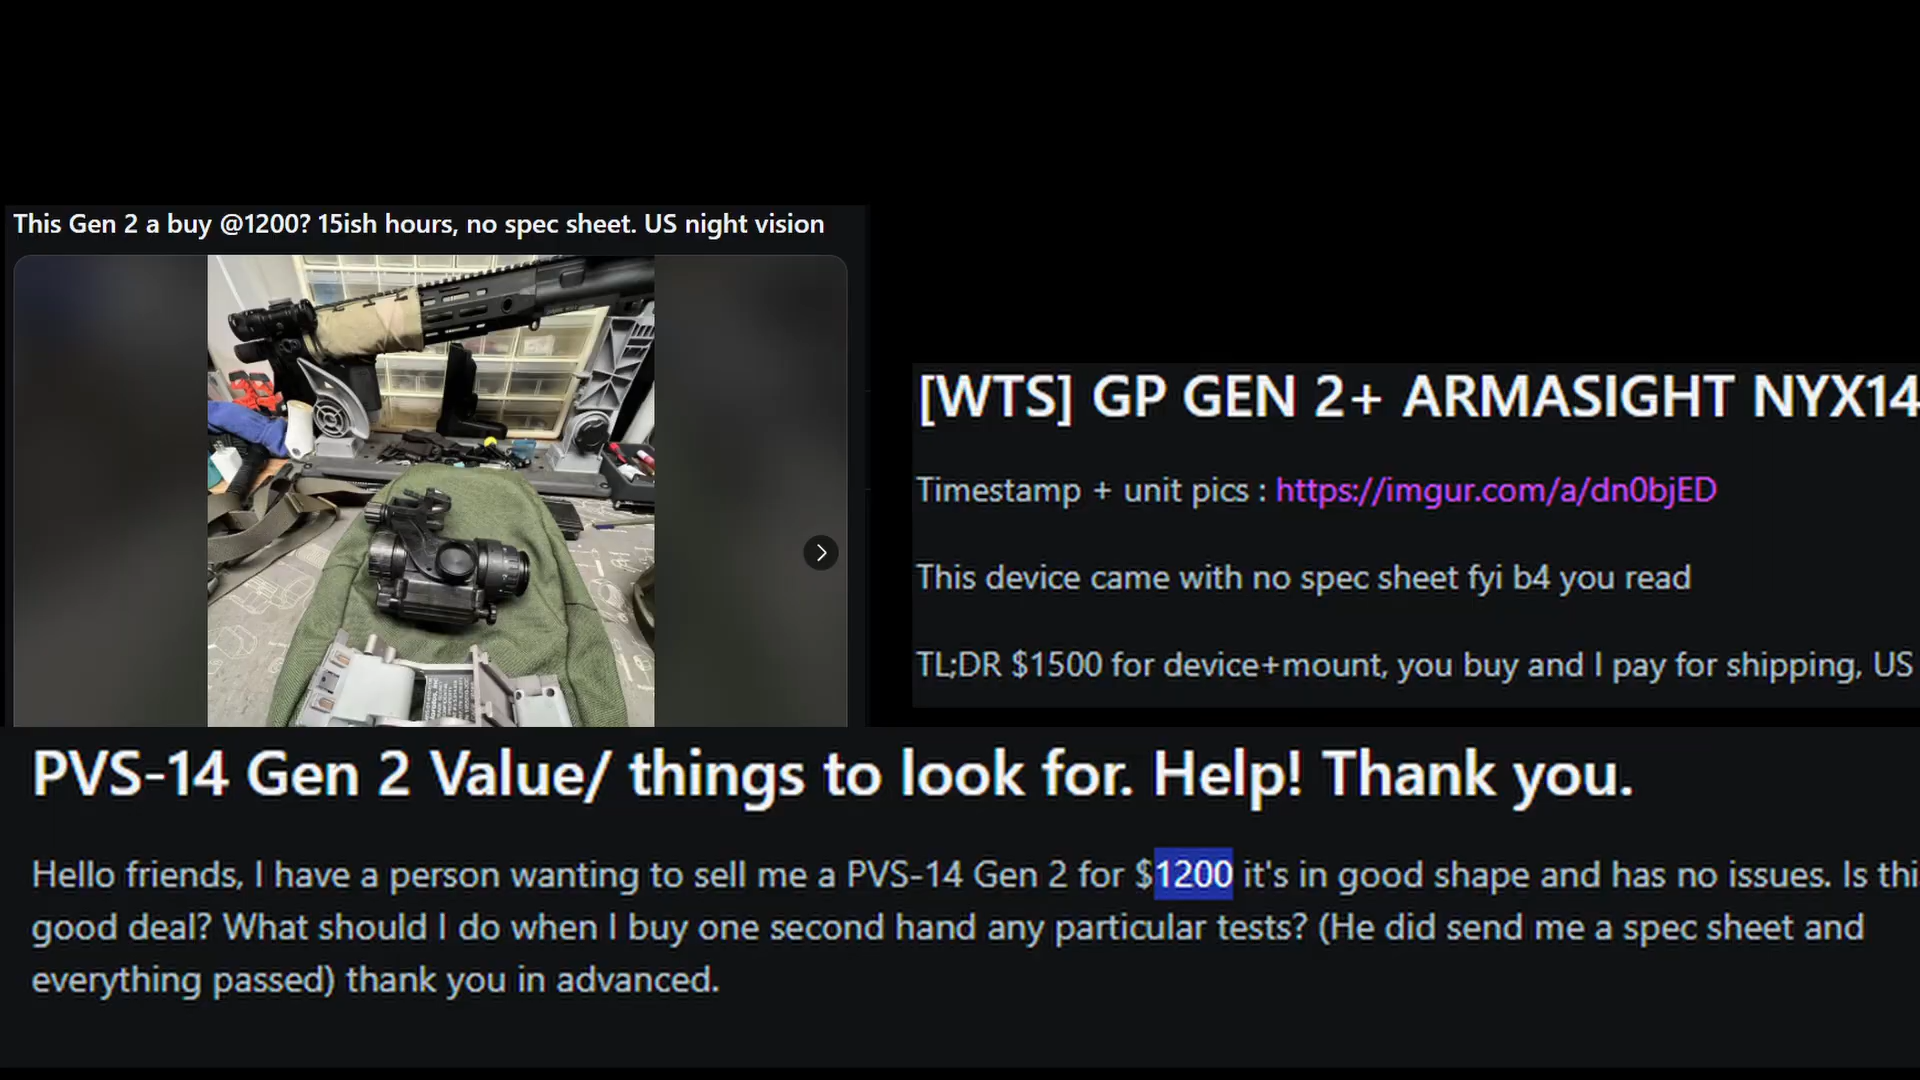 This Gen 2 a buy @1200? 15ish hours, no spec sheet. US night vision
[WTS] GP GEN 2+ ARMASIGHT NYX14
Timestamp + unit pics : https://imgur.com/a/dn0bjED
This device came with no spec sheet fyi b4 you read
TL;DR $1500 for device+mount, you buy and I pay for shipping, US
PVS-14 Gen 2 Value/ things to look for. Help! Thank you.
Hello friends, I have a person wanting to sell me a PVS-14 Gen 2 for $1200 it's in good shape and has no issues. Is thi
good deal? What should I do when I buy one second hand any particular tests? (He did send me a spec sheet and
everything passed) thank you in advanced.